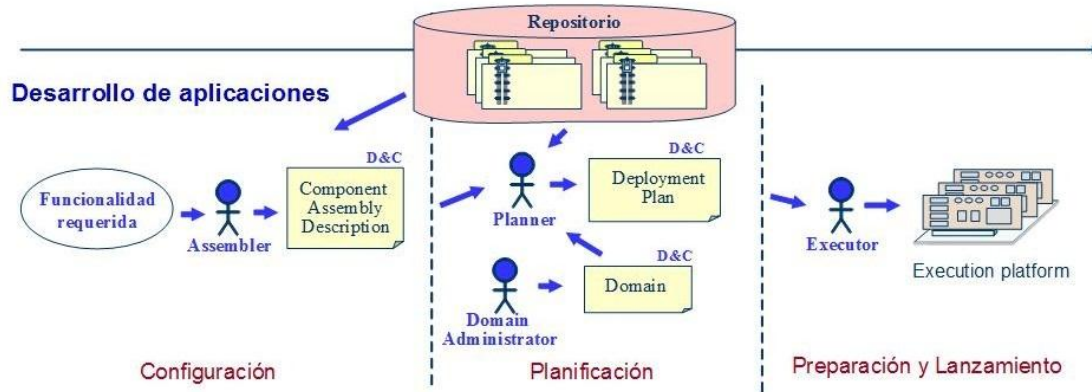 Repositorio
Desarrollo de aplicaciones
D&C
D&C
Funcionalidad
requerida
Assembler
Component
Assembly
Description
Planner
Deployment
Plan
Executor
Execution platform
D&C
Domain
Domain
Administrator
Configuración
Planificación
Preparación y Lanzamiento